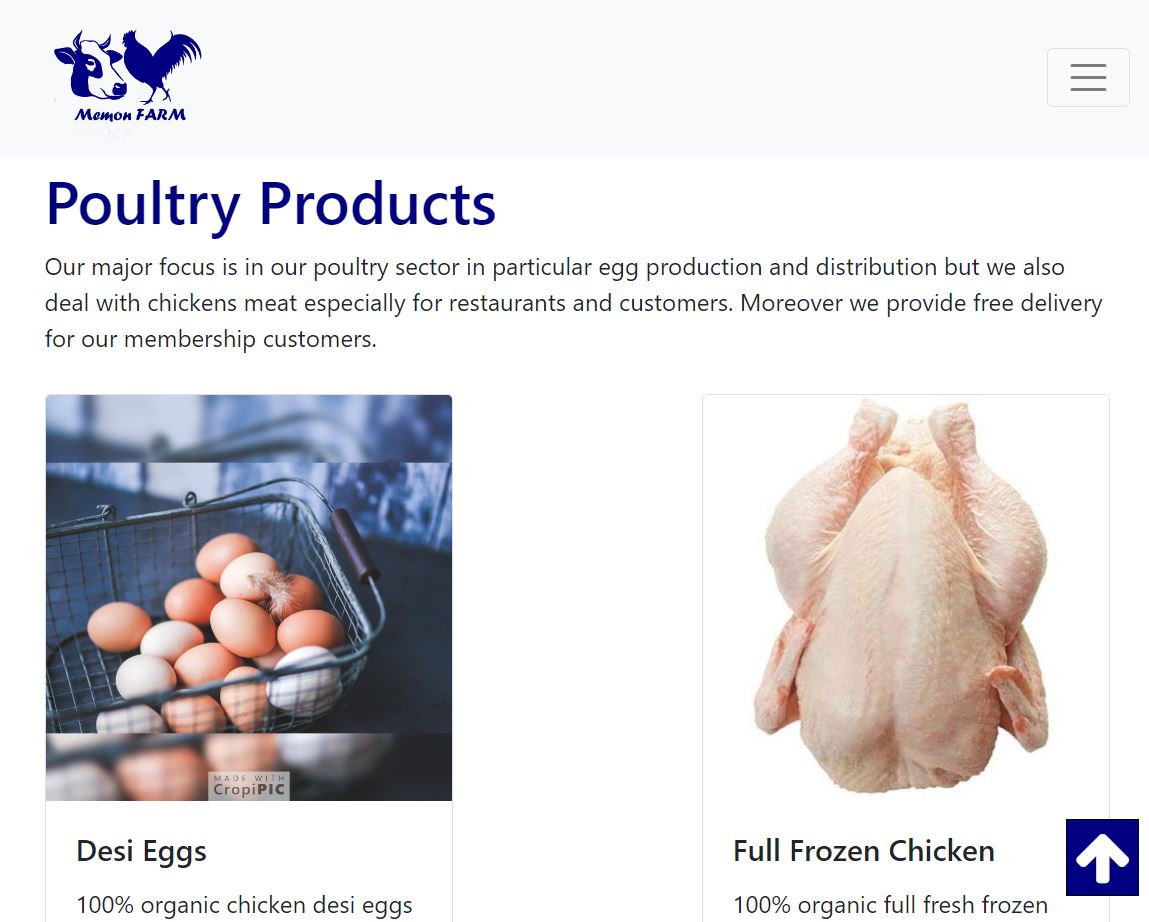 Memon FARM
Poultry Products
Our major focus is in our poultry sector in particular egg production and distribution but we also
deal with chickens meat especially for restaurants and customers. Moreover we provide free delivery
for our membership customers.
MADE WITH
CropiPIC
Desi Eggs
100% organic chicken desi eggs
Full Frozen Chicken
100% organic full fresh frozen